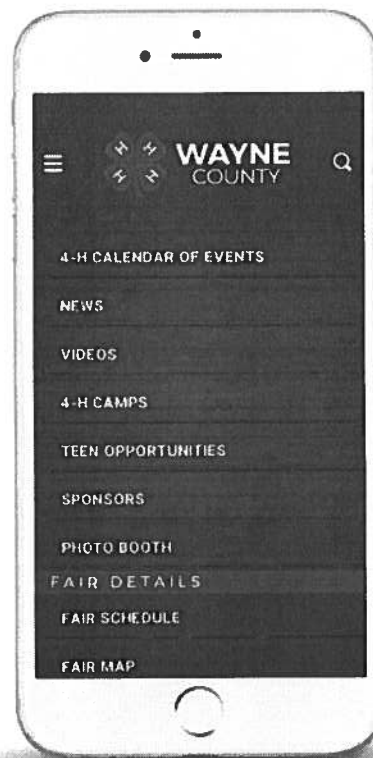 H H
WAYNE
COUNTY
H H
4-H CALENDAR OF EVENTS
NEWS
VIDEOS
4-H CAMPS
TEEN OPPORTUNITIES
SPONSORS
PHOTO BOOTH
FAIR DETAILS
FAIR SCHEDULE
FAIR MAP